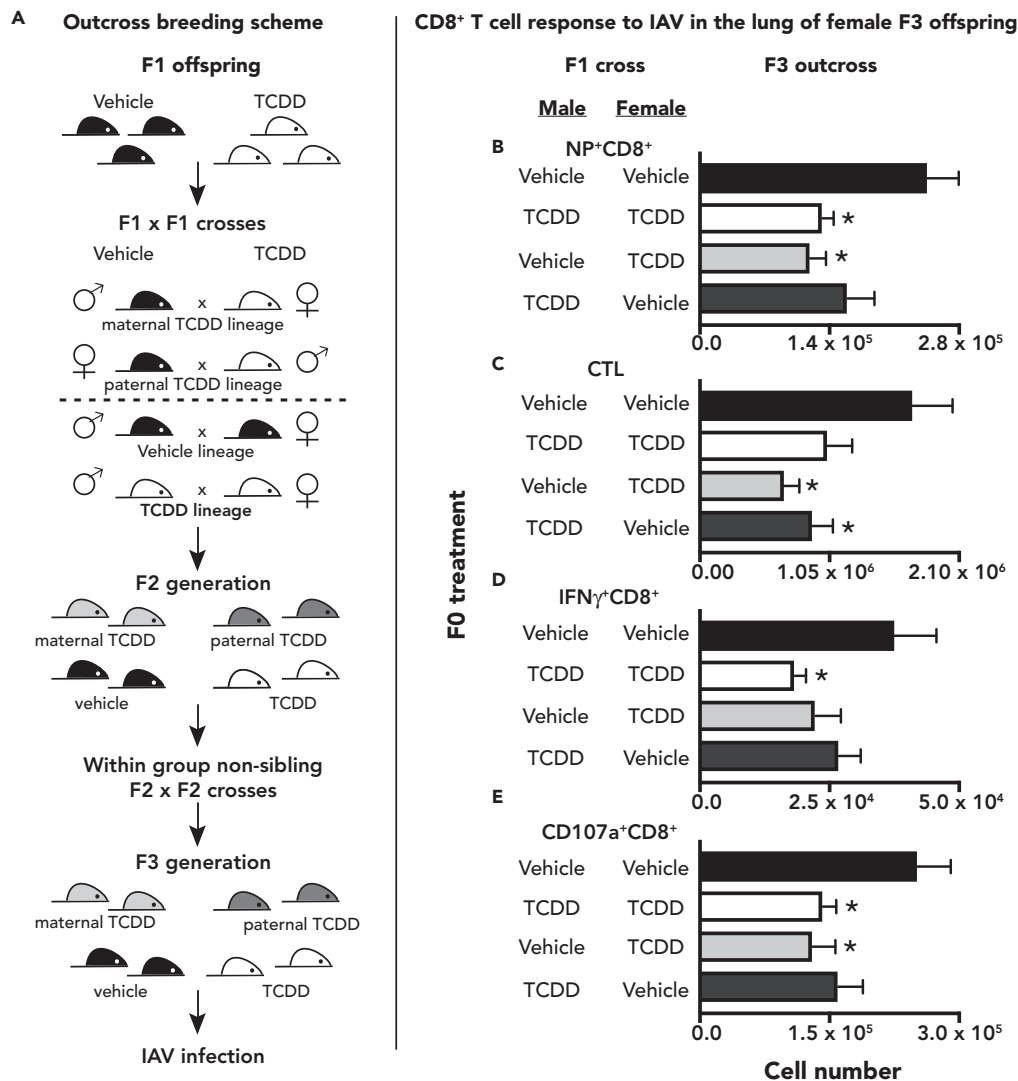 A
Outcross breeding scheme
F1 offspring
Vehicle TCDD
F1 x F1 crosses
Vehicle TCDD
♂ x ♀
maternal TCDD lineage
♀ x ♂
paternal TCDD lineage
♂ x ♀
Vehicle lineage
♂ x ♀
TCDD lineage
F2 generation
maternal TCDD paternal TCDD
vehicle TCDD
Within group non-sibling
F2 x F2 crosses
F3 generation
maternal TCDD paternal TCDD
vehicle TCDD
IAV infection
CD8⁺ T cell response to IAV in the lung of female F3 offspring
F1 cross F3 outcross
Male Female
F0 treatment
B
NP⁺CD8⁺
Vehicle Vehicle
TCDD TCDD *
Vehicle TCDD *
TCDD Vehicle
0.0 1.4 x 10⁵ 2.8 x 10⁵
C
CTL
Vehicle Vehicle
TCDD TCDD
Vehicle TCDD *
TCDD Vehicle *
0.00 1.05 x 10⁶ 2.10 x 10⁶
D
IFNγ⁺CD8⁺
Vehicle Vehicle
TCDD TCDD *
Vehicle TCDD
TCDD Vehicle
0.0 2.5 x 10⁴ 5.0 x 10⁴
E
CD107a⁺CD8⁺
Vehicle Vehicle
TCDD TCDD *
Vehicle TCDD *
TCDD Vehicle
0.0 1.5 x 10⁵ 3.0 x 10⁵
Cell number